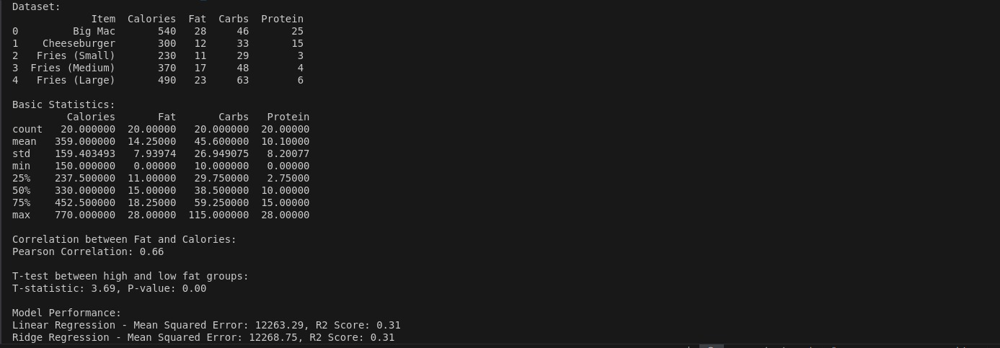 Dataset:
Item Calories Fat Carbs Protein
0 Big Mac 540 28 46 25
1 Cheeseburger 300 12 33 15
2 Fries (Small) 230 11 29 3
3 Fries (Medium) 370 17 48 4
4 Fries (Large) 490 23 63 6
Basic Statistics:
Calories Fat Carbs Protein
count 20.000000 20.00000 20.000000 20.00000
mean 359.000000 14.25000 45.600000 10.10000
std 159.403493 7.93974 26.949075 8.20077
min 150.000000 0.00000 10.000000 0.00000
25% 237.500000 11.00000 29.750000 2.75000
50% 330.000000 15.00000 38.500000 10.00000
75% 452.500000 18.25000 59.250000 15.00000
max 770.000000 28.00000 115.000000 28.00000
Correlation between Fat and Calories:
Pearson Correlation: 0.66
T-test between high and low fat groups:
T-statistic: 3.69, P-value: 0.00
Model Performance:
Linear Regression - Mean Squared Error: 12263.29, R2 Score: 0.31
Ridge Regression - Mean Squared Error: 12268.75, R2 Score: 0.31